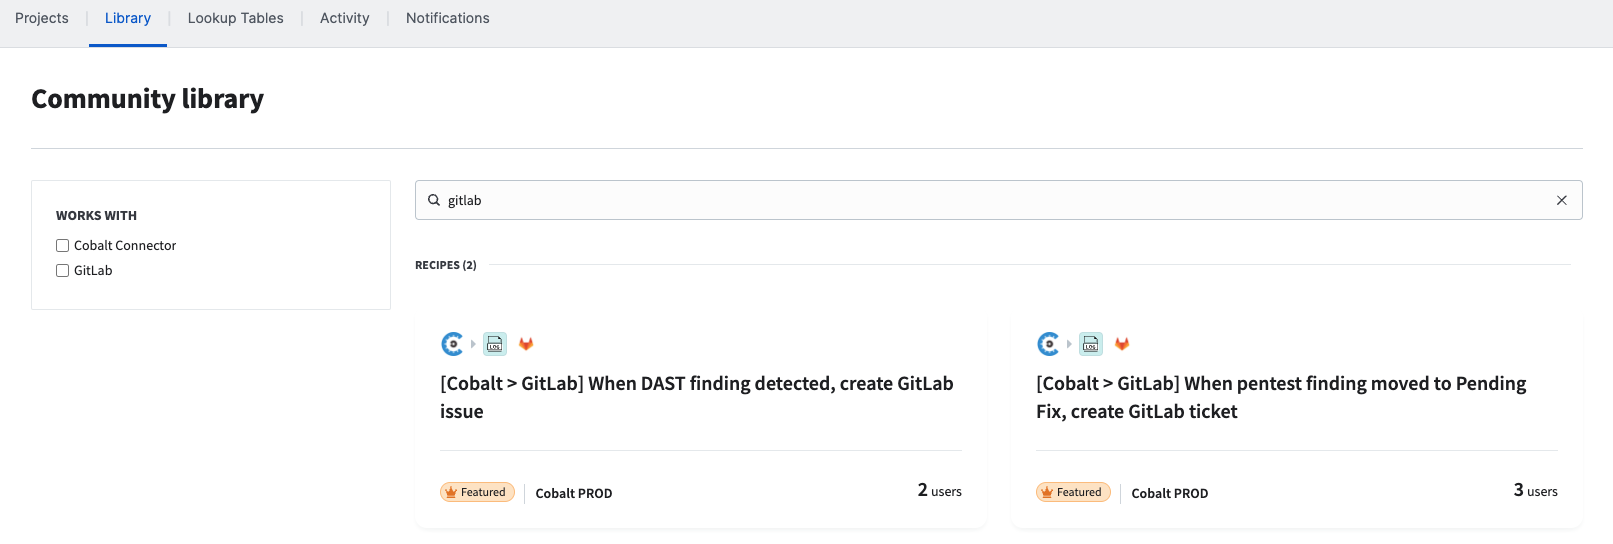 Projects
Library
Lookup Tables
Activity
Notifications
Community library
WORKS WITH
Cobalt Connector
GitLab
gitlab
RECIPES (2)
LOG
[Cobalt > GitLab] When DAST finding detected, create GitLab
issue
Featured
Cobalt PROD
2 users
LOG
[Cobalt > GitLab] When pentest finding moved to Pending
Fix, create GitLab ticket
Featured
Cobalt PROD
3 users